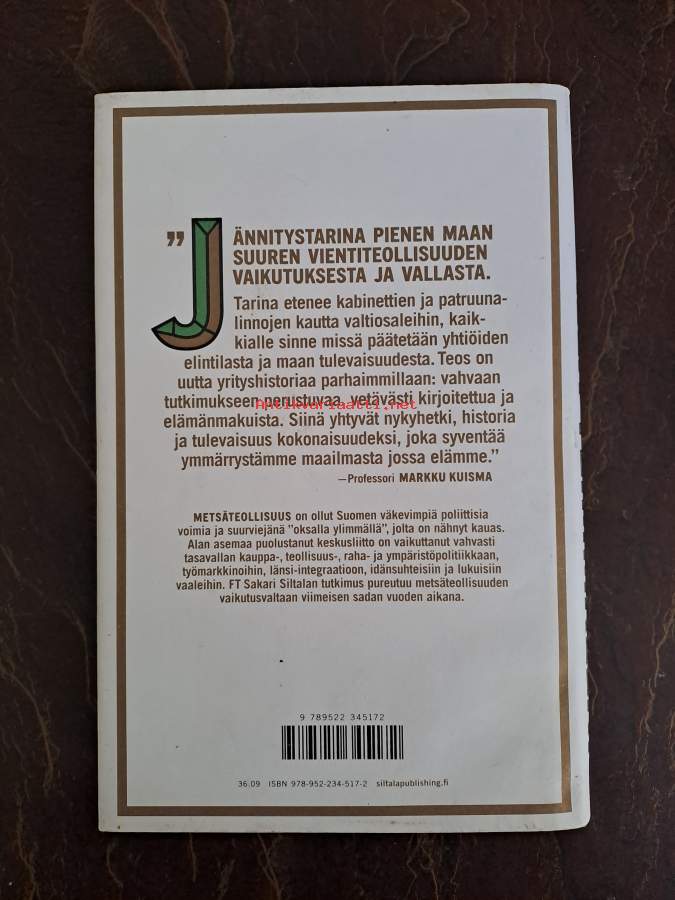 ”JÄNNITYSTARINA PIENEN MAAN
SUUREN VIENTITEOLLISUUDEN
VAIKUTUKSESTA JA VALLASTA.
Tarina etenee kabinettien ja patruuna-
linnojen kautta valtiosaleihin, kaik-
kialle sinne missä päätetään yhtiöiden
elintilasta ja maan tulevaisuudesta. Teos on
uutta yrityshistoriaa parhaimmillaan: vahvaan
tutkimukseen perustuvaa, vetävästi kirjoitettua ja
Antikvariaatti.net
elämänmakuista. Siinä yhtyvät nykyhetki, historia
ja tulevaisuus kokonaisuudeksi, joka syventää
ymmärrystämme maailmasta jossa elämme.”
—Professori MARKKU KUISMA
METSÄTEOLLISUUS on ollut Suomen väkevimpiä poliittisia
voimia ja suurviejänä ”oksalla ylimmällä”, jolta on nähnyt kauas.
Alan asemaa puolustanut keskusliitto on vaikuttanut vahvasti
tasavallan kauppa-, teollisuus-, raha- ja ympäristöpolitiikkaan,
työmarkkinoihin, länsi-integraatioon, idänsuhteisiin ja lukuisiin
vaaleihin. FT Sakari Siltalan tutkimus pureutuu metsäteollisuuden
vaikutusvaltaan viimeisen sadan vuoden aikana.
9 789522 345172
36.09 ISBN 978-952-234-517-2 siltalapublishing.fi